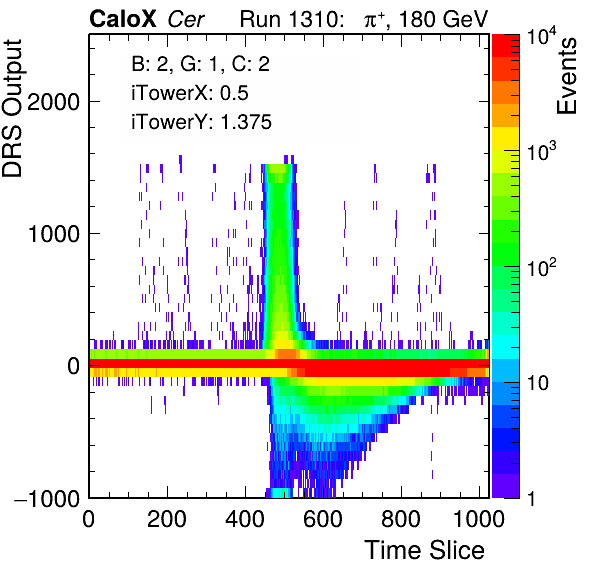 CaloX Cer Run 1310: π⁺, 180 GeV
B: 2, G: 1, C: 2
iTowerX: 0.5
iTowerY: 1.375
DRS Output
2000
1000
0
−1000
0 200 400 600 800 1000
Time Slice
Events
10⁴
10³
10²
10
1